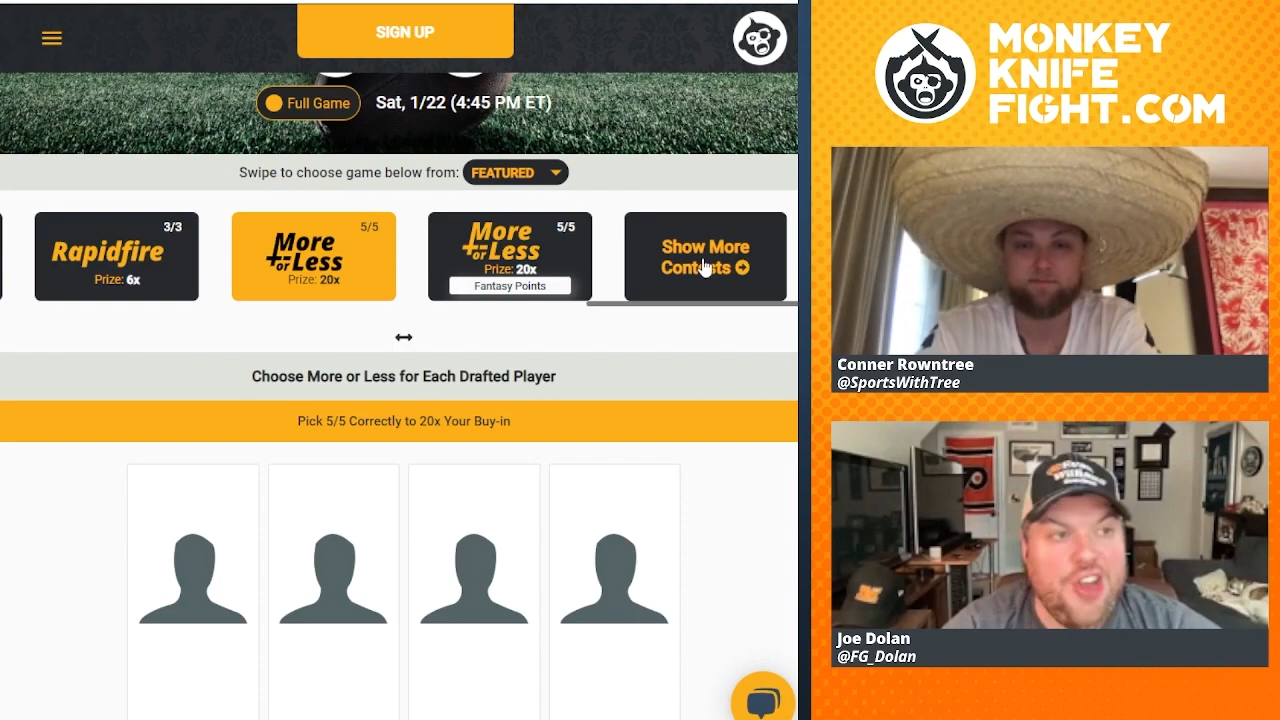 SIGN UP
Full Game
Sat, 1/22 (4:45 PM ET)
Swipe to choose game below from: FEATURED
3/3
Rapidfire
Prize: 6x
5/5
More
or Less
Prize: 20x
5/5
More
or Less
Prize: 20x
Fantasy Points
Show More
Contests
Choose More or Less for Each Drafted Player
Pick 5/5 Correctly to 20x Your Buy-in
MONKEY
KNIFE
FIGHT.COM
Conner Rowntree
@SportsWithTree
Joe Dolan
@FG_Dolan